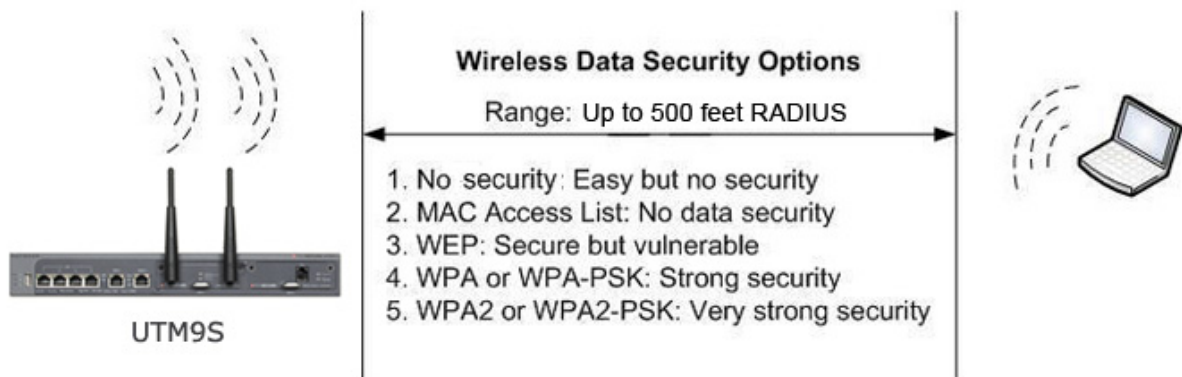 Wireless Data Security Options
Range: Up to 500 feet RADIUS
1. No security: Easy but no security
2. MAC Access List: No data security
3. WEP: Secure but vulnerable
4. WPA or WPA-PSK: Strong security
5. WPA2 or WPA2-PSK: Very strong security
UTM9S